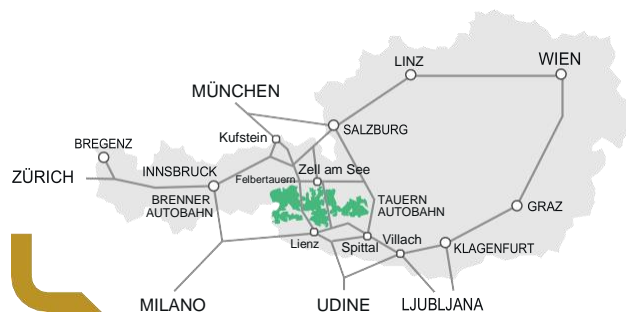 WIEN
LINZ
MÜNCHEN
SALZBURG
Kufstein
BREGENZ
INNSBRUCK
Zell am See
ZÜRICH
Felbertauern
BRENNER
AUTOBAHN
TAUERN
AUTOBAHN
GRAZ
Lienz
Spittal
Villach
KLAGENFURT
MILANO
UDINE
LJUBLJANA